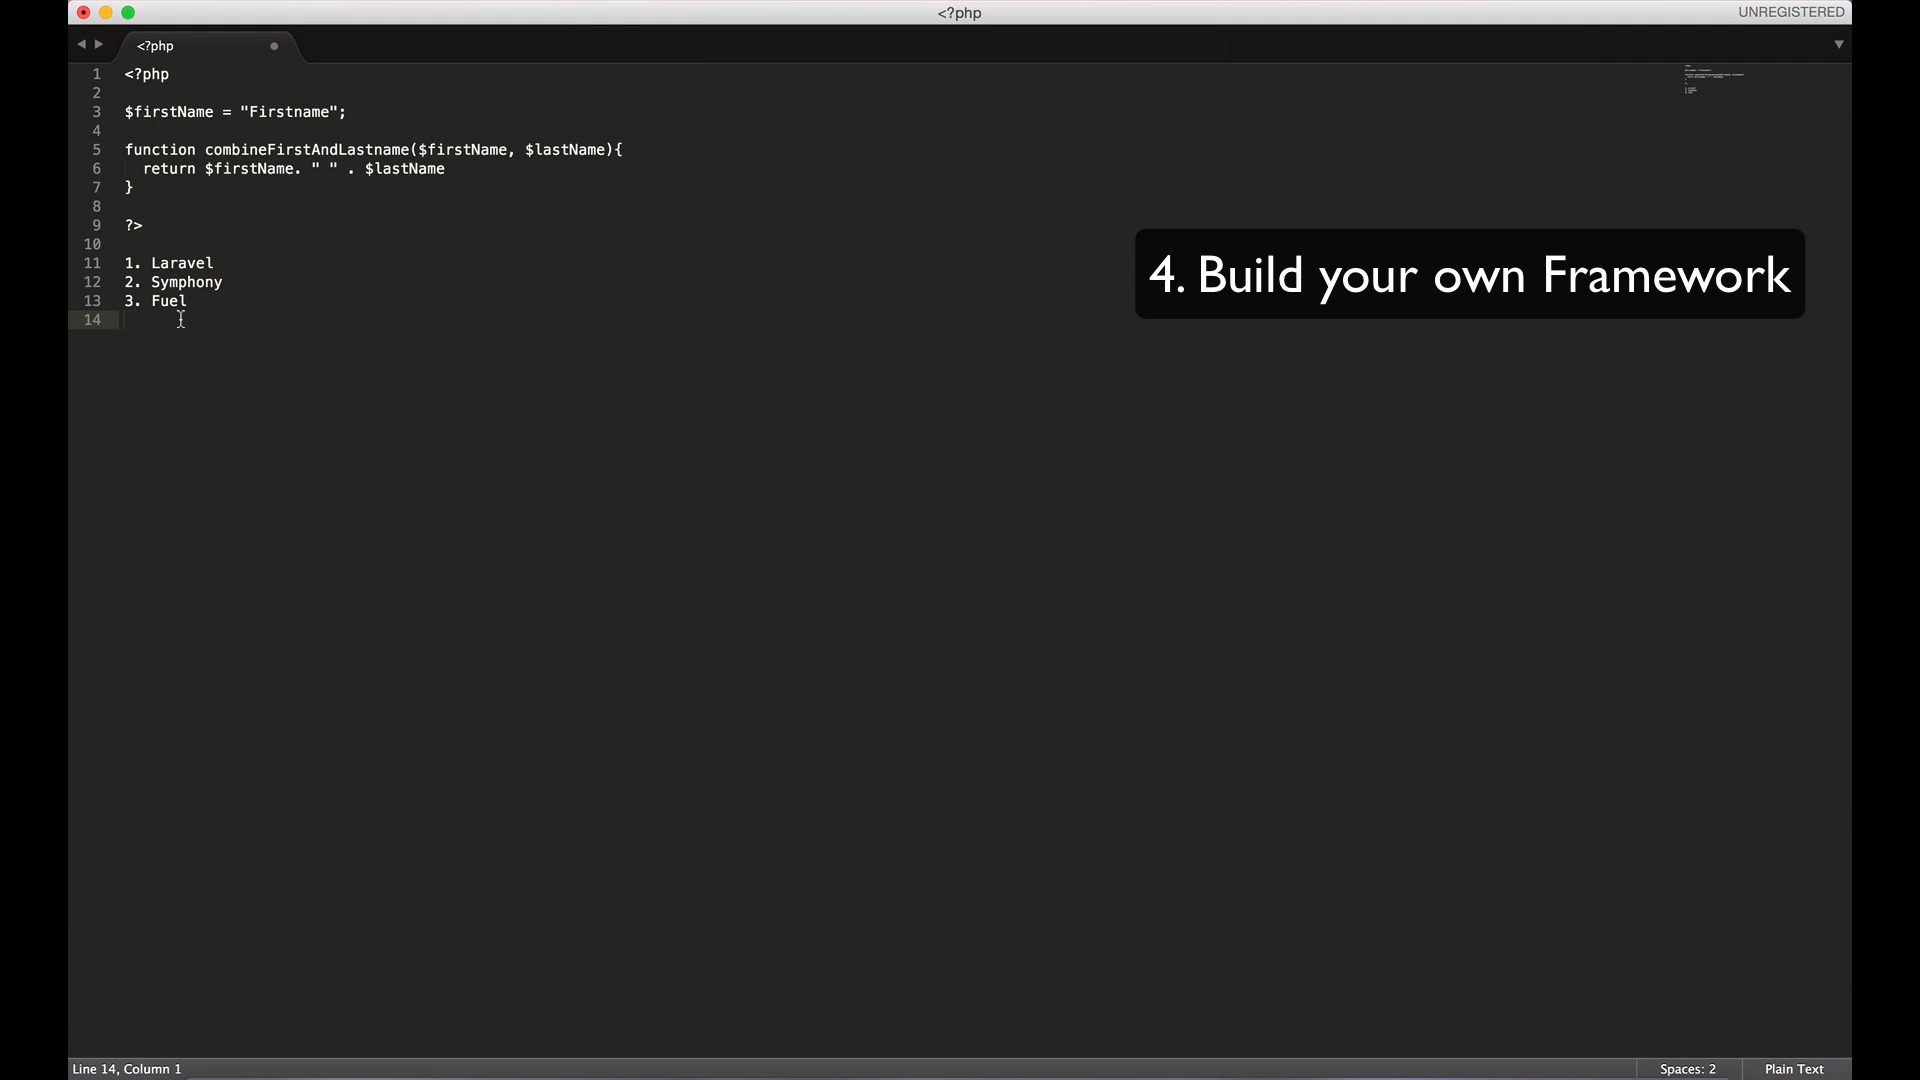 <?php
UNREGISTERED
<?php
1 <?php
2
3 $firstName = "Firstname";
4
5 function combineFirstAndLastname($firstName, $lastName){
6 return $firstName. " " . $lastName
7 }
8
9 ?>
10
11 1. Laravel
12 2. Symphony
13 3. Fuel
14
4. Build your own Framework
Line 14, Column 1
Spaces: 2
Plain Text